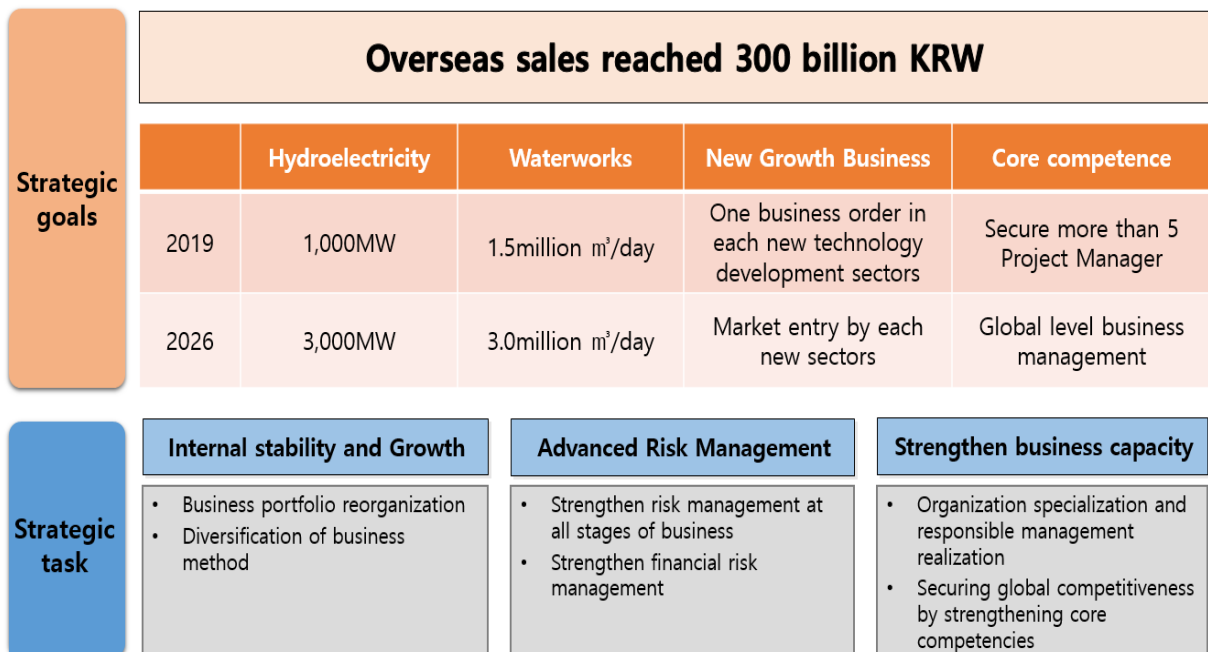 Strategic
goals
Overseas sales reached 300 billion KRW
Hydroelectricity
Waterworks
New Growth Business
Core competence
2019
1,000MW
1.5million ㎥/day
One business order in
each new technology
development sectors
Secure more than 5
Project Manager
2026
3,000MW
3.0million ㎥/day
Market entry by each
new sectors
Global level business
management
Strategic
task
Internal stability and Growth
• Business portfolio reorganization
• Diversification of business
method
Advanced Risk Management
• Strengthen risk management at
all stages of business
• Strengthen financial risk
management
Strengthen business capacity
• Organization specialization and
responsible management
realization
• Securing global competitiveness
by strengthening core
competencies